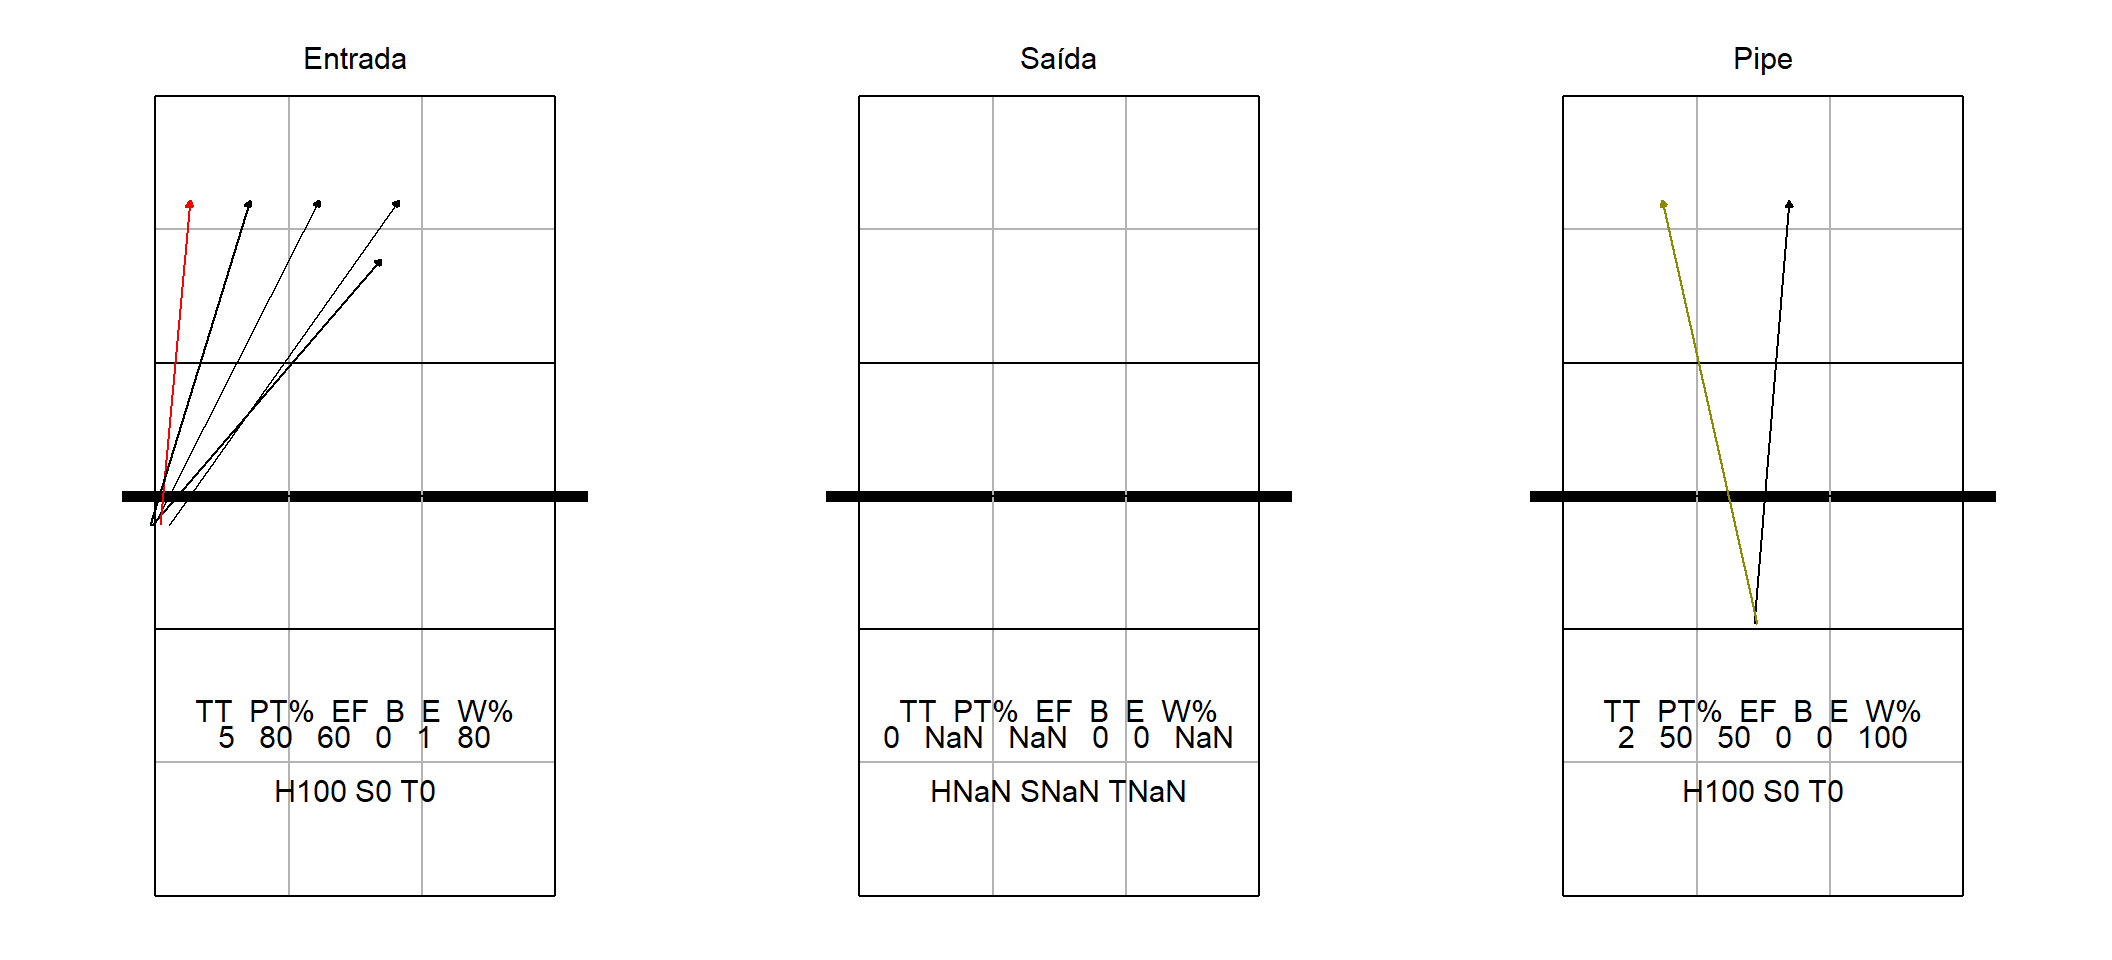 Entrada
TT PT% EF B E W%
5 80 60 0 1 80
H100 S0 T0
Saída
TT PT% EF B E W%
0 NaN NaN 0 0 NaN
HNaN SNaN TNaN
Pipe
TT PT% EF B E W%
2 50 50 0 0 100
H100 S0 T0